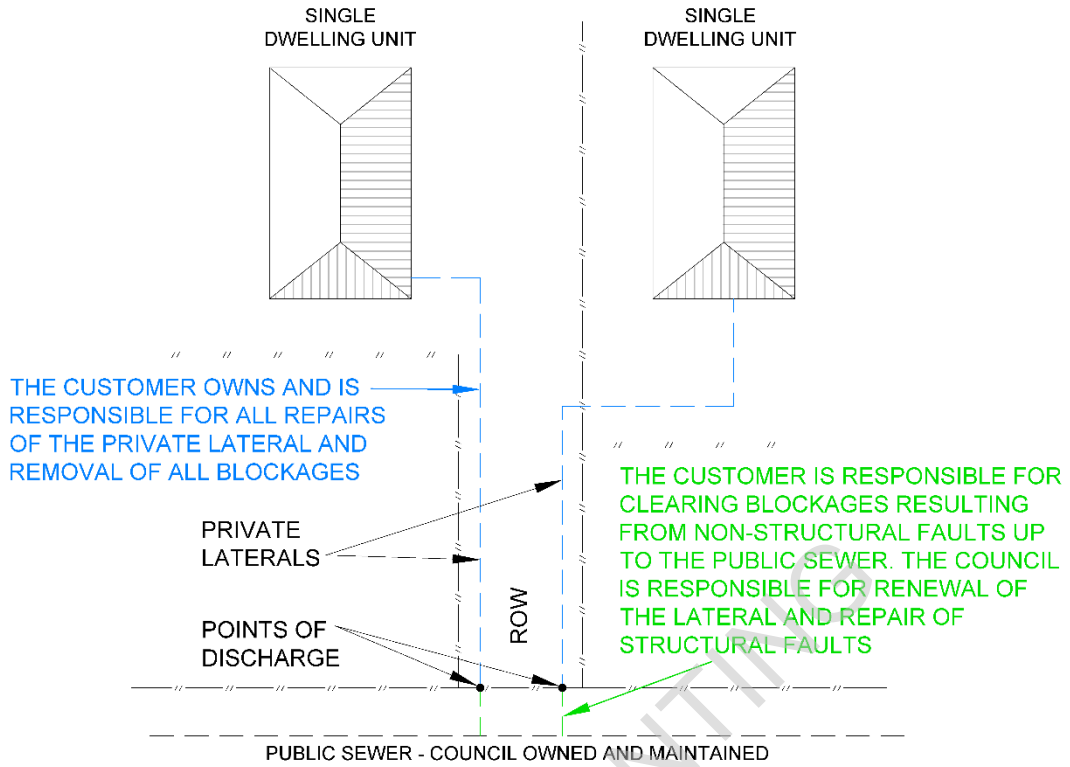 SINGLE
DWELLING UNIT
SINGLE
DWELLING UNIT
THE CUSTOMER OWNS AND IS
RESPONSIBLE FOR ALL REPAIRS
OF THE PRIVATE LATERAL AND
REMOVAL OF ALL BLOCKAGES
THE CUSTOMER IS RESPONSIBLE FOR
CLEARING BLOCKAGES RESULTING
FROM NON-STRUCTURAL FAULTS UP
TO THE PUBLIC SEWER. THE COUNCIL
IS RESPONSIBLE FOR RENEWAL OF
THE LATERAL AND REPAIR OF
STRUCTURAL FAULTS
PRIVATE
LATERALS
ROW
POINTS OF
DISCHARGE
PUBLIC SEWER - COUNCIL OWNED AND MAINTAINED